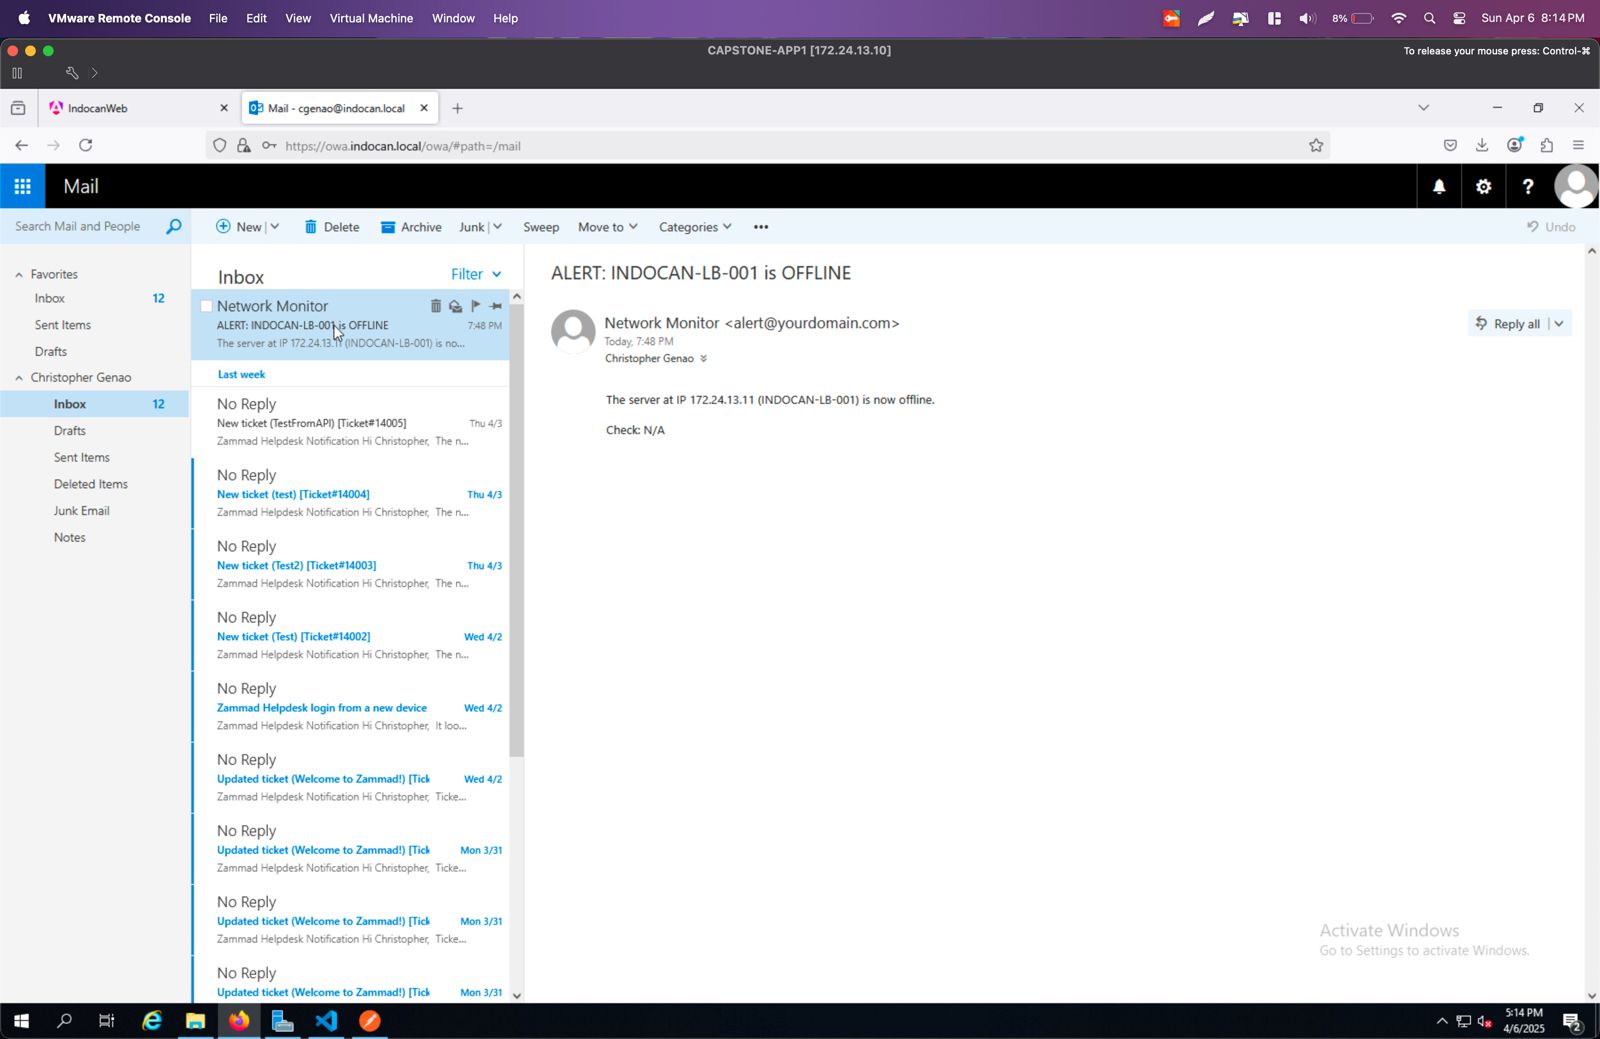 VMware Remote Console File Edit View Virtual Machine Window Help 8% Sun Apr 6 8:14 PM
CAPSTONE-APP1 [172.24.13.10]
To release your mouse press: Control-⌘
IndocanWeb
Mail - cgenao@indocan.local
https://owa.indocan.local/owa/#path=/mail
Mail
Search Mail and People
New Delete Archive Junk Sweep Move to Categories ••• Undo
Favorites
Inbox 12
Sent Items
Drafts
Christopher Genao
Inbox 12
Drafts
Sent Items
Deleted Items
Junk Email
Notes
Inbox
Filter
Network Monitor
ALERT: INDOCAN-LB-001 is OFFLINE 7:48 PM
The server at IP 172.24.13.11 (INDOCAN-LB-001) is no...
Last week
No Reply
New ticket (TestFromAPI) [Ticket#14005] Thu 4/3
Zammad Helpdesk Notification Hi Christopher, The n...
No Reply
New ticket (test) [Ticket#14004] Thu 4/3
Zammad Helpdesk Notification Hi Christopher, The n...
No Reply
New ticket (Test2) [Ticket#14003] Thu 4/3
Zammad Helpdesk Notification Hi Christopher, The n...
No Reply
New ticket (Test) [Ticket#14002] Wed 4/2
Zammad Helpdesk Notification Hi Christopher, The n...
No Reply
Zammad Helpdesk login from a new device Wed 4/2
Zammad Helpdesk Notification Hi Christopher, It loo...
No Reply
Updated ticket (Welcome to Zammad!) [Tick Wed 4/2
Zammad Helpdesk Notification Hi Christopher, Ticke...
No Reply
Updated ticket (Welcome to Zammad!) [Tick Mon 3/31
Zammad Helpdesk Notification Hi Christopher, Ticke...
No Reply
Updated ticket (Welcome to Zammad!) [Tick Mon 3/31
Zammad Helpdesk Notification Hi Christopher, Ticke...
No Reply
Updated ticket (Welcome to Zammad!) [Tick Mon 3/31
ALERT: INDOCAN-LB-001 is OFFLINE
Network Monitor <alert@yourdomain.com>
Today, 7:48 PM
Christopher Genao
Reply all
The server at IP 172.24.13.11 (INDOCAN-LB-001) is now offline.
Check: N/A
Activate Windows
Go to Settings to activate Windows.
5:14 PM
4/6/2025
2